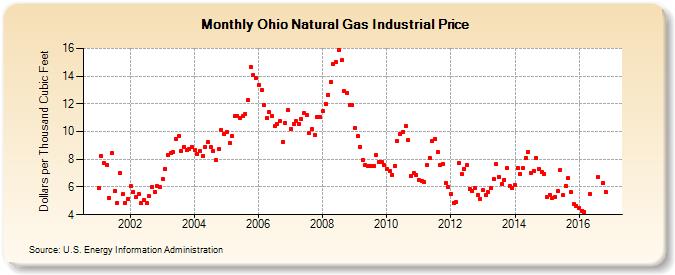 Monthly Ohio Natural Gas Industrial Price
Dollars per Thousand Cubic Feet
16
14
12
10
8
6
4
2002 2004 2006 2008 2010 2012 2014 2016
Source: U.S. Energy Information Administration